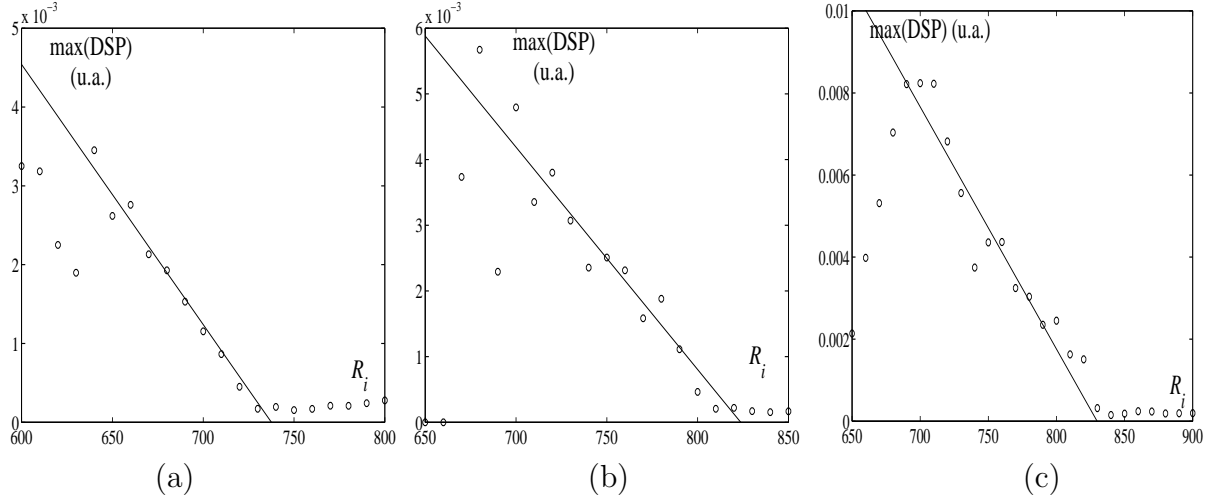 x 10⁻³
5
4
3
2
1
0
max(DSP)
(u.a.)
R_i
600 650 700 750 800
(a)
x 10⁻³
6
5
4
3
2
1
0
max(DSP)
(u.a.)
R_i
650 700 750 800 850
(b)
0.01
0.008
0.006
0.004
0.002
0
max(DSP) (u.a.)
R_i
650 700 750 800 850 900
(c)